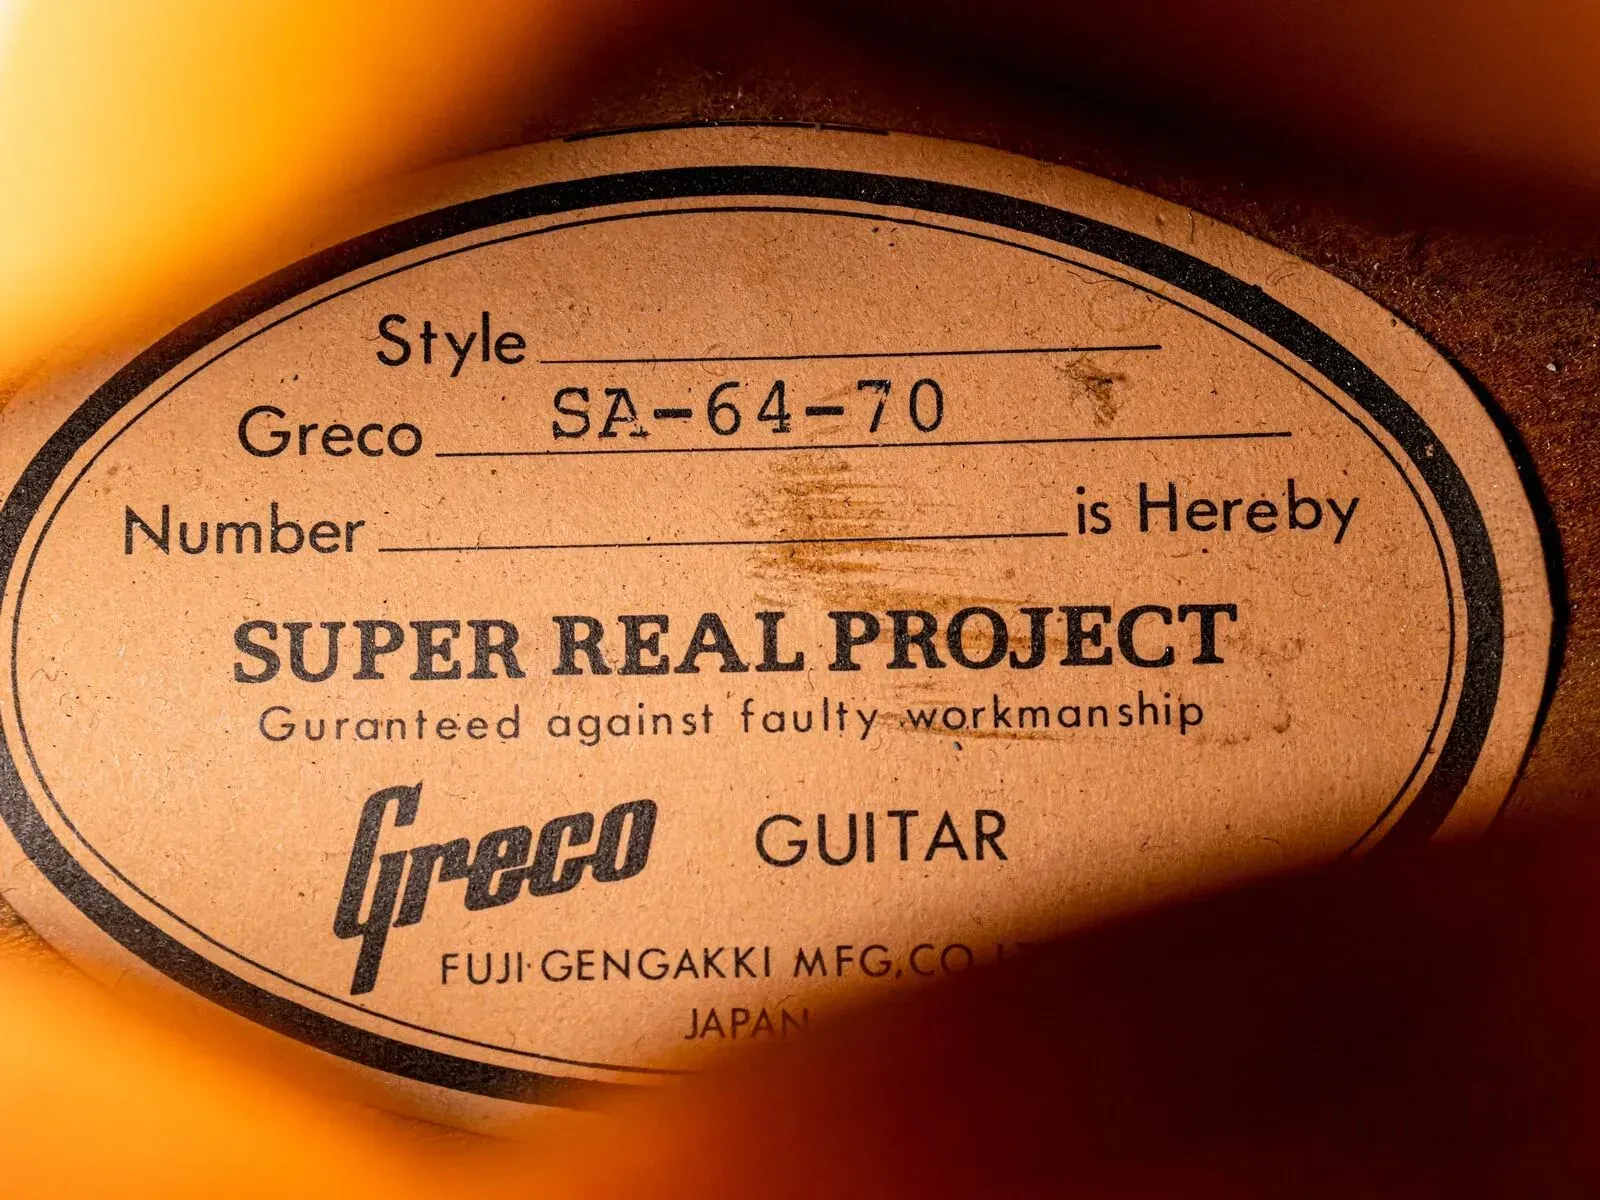 Style
Greco SA-64-70
Number is Hereby
SUPER REAL PROJECT
Guranteed against faulty workmanship
Greco GUITAR
FUJI·GENGAKKI MFG,CO
JAPAN